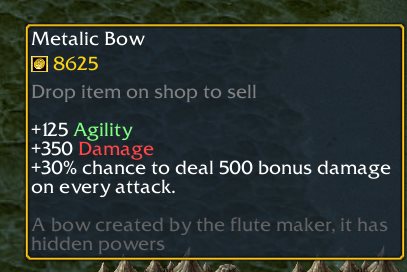 Metalic Bow
8625
Drop item on shop to sell
+125 Agility
+350 Damage
+30% chance to deal 500 bonus damage
on every attack.
A bow created by the flute maker, it has
hidden powers